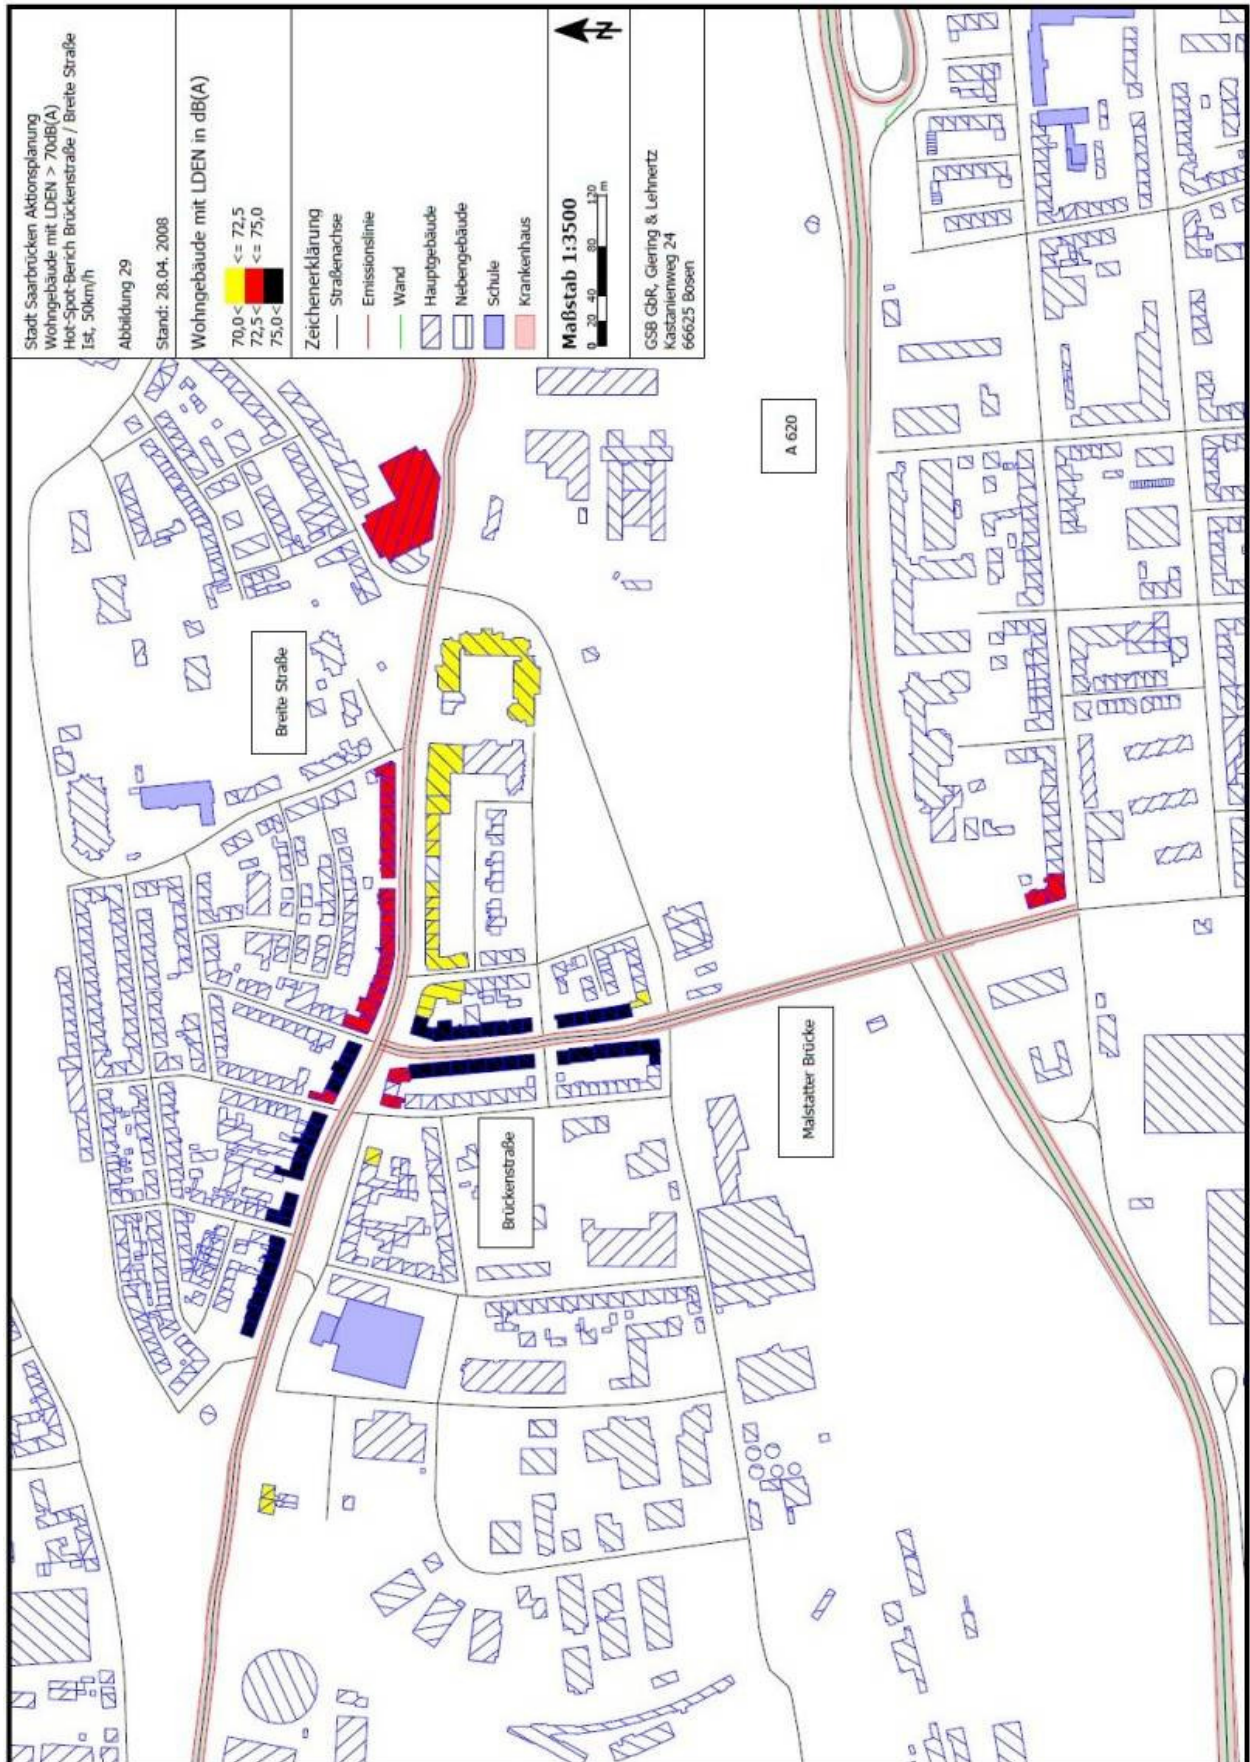 Stadt Saarbrücken Aktionsplanung
Wohngebäude mit LDEN > 70dB(A)
Hot-Spot-Berich Brückenstraße / Breite Straße
Ist, 50km/h
Abbildung 29
Stand: 28.04. 2008
Wohngebäude mit LDEN in dB(A)
70,0 < <= 72,5
72,5 < <= 75,0
75,0 <
Zeichenerklärung
Straßenachse
Emissionslinie
Wand
Hauptgebäude
Nebengebäude
Schule
Krankenhaus
Maßstab 1:3500
0 20 40 80 120
m
GSB GbR, Giering & Lehnertz
Kastanienweg 24
66625 Bosen
N
Breite Straße
A 620
Brückenstraße
Malstatter Brücke